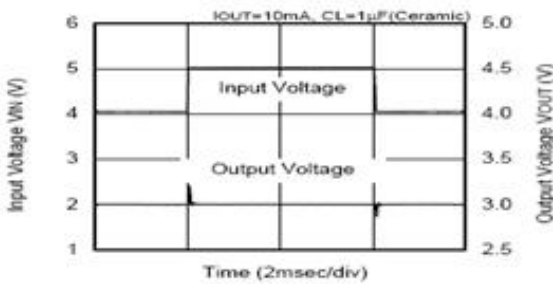 IOUT=10mA, CL=1µF(Ceramic)
6
5
4
3
2
1
Input Voltage VIN (V)
Input Voltage
Output Voltage
5.0
4.5
4.0
3.5
3.0
2.5
Output Voltage VOUT (V)
Time (2msec/div)